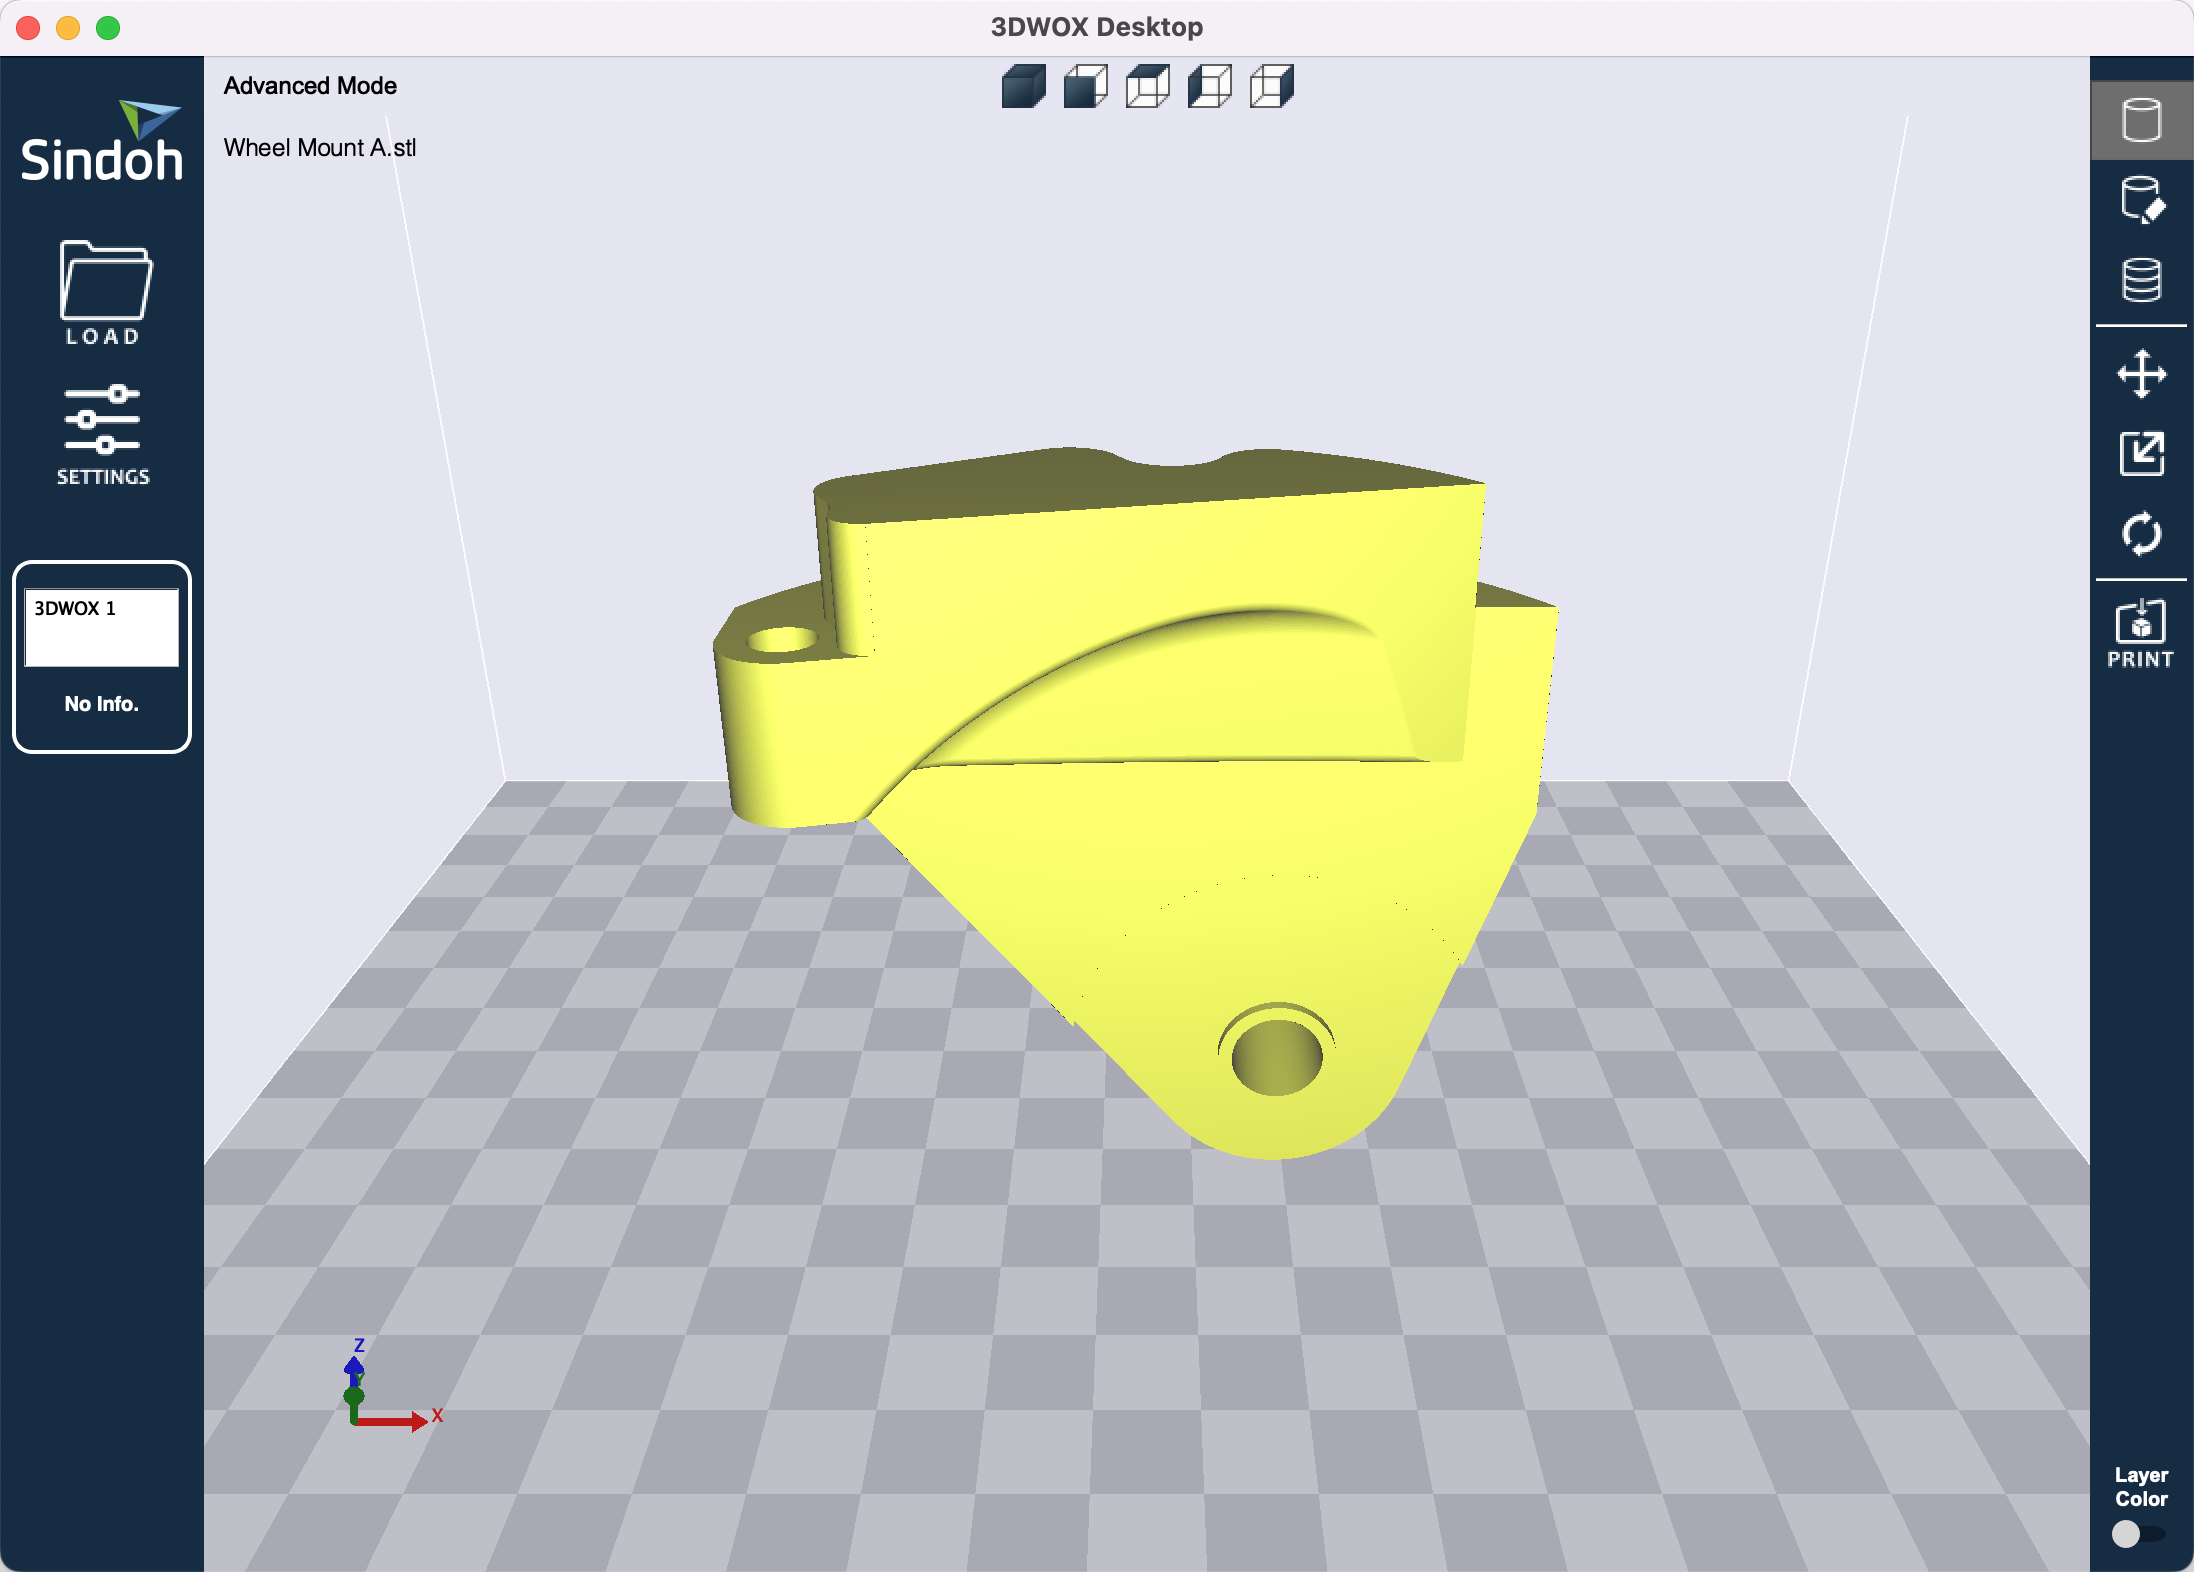 3DWOX Desktop
Advanced Mode
Wheel Mount A.stl
Sindoh
LOAD
SETTINGS
3DWOX 1
No Info.
PRINT
Z
Y
X
Layer
Color